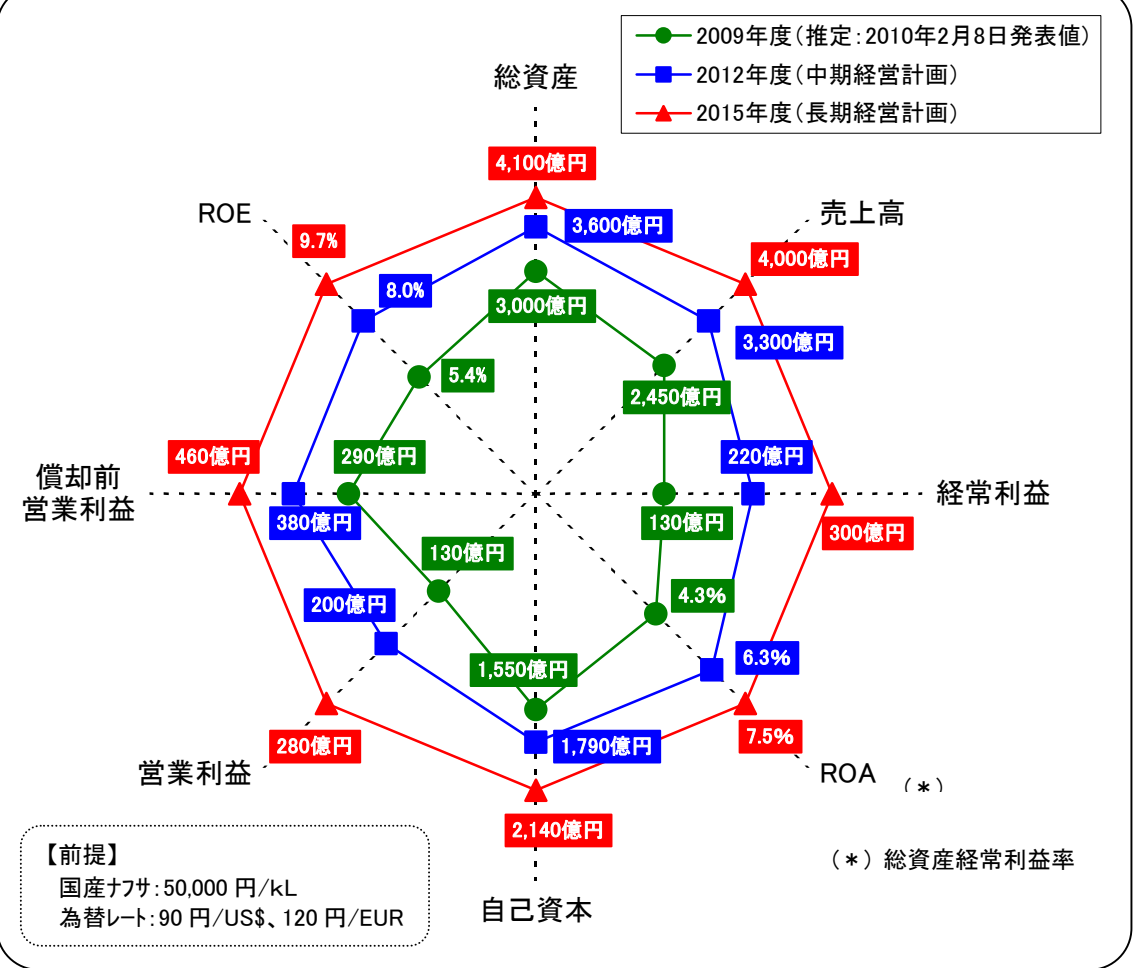 2009年度(推定:2010年2月8日発表値)
2012年度(中期経営計画)
2015年度(長期経営計画)
総資産
4,100億円
3,600億円
3,000億円
売上高
4,000億円
3,300億円
2,450億円
経常利益
220億円
130億円
300億円
ROA (*)
4.3%
6.3%
7.5%
自己資本
1,550億円
1,790億円
2,140億円
営業利益
130億円
200億円
280億円
償却前
営業利益
290億円
380億円
460億円
ROE
9.7%
8.0%
5.4%
(*) 総資産経常利益率
【前提】
国産ナフサ:50,000 円/kL
為替レート:90 円/US$、120 円/EUR